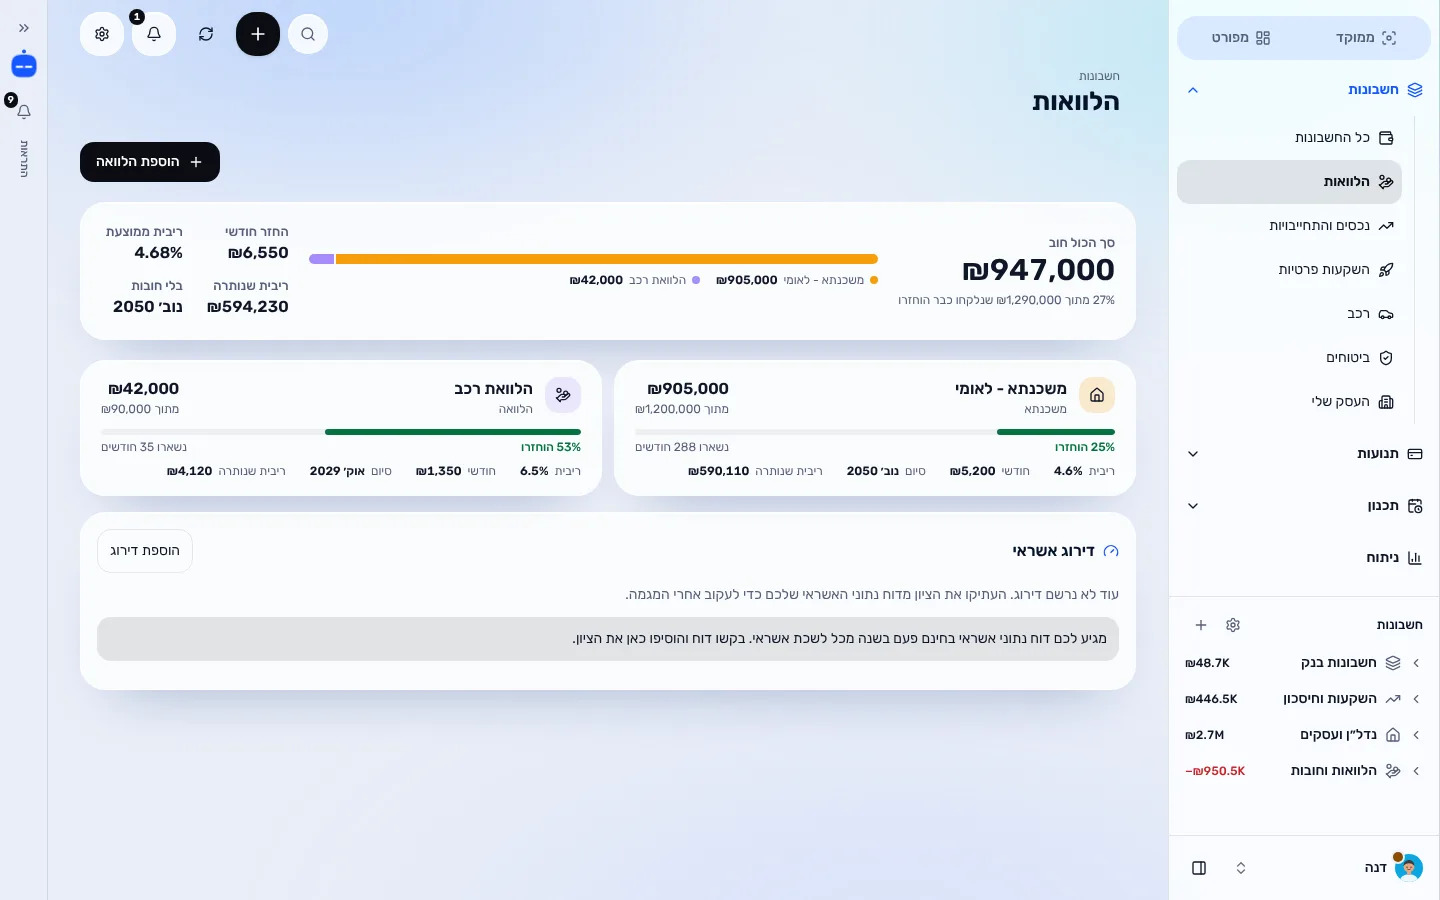 ממוקד
מפורט
חשבונות
כל החשבונות
הלוואות
נכסים והתחייבויות
השקעות פרטיות
רכב
ביטוחים
העסק שלי
תנועות
תכנון
ניתוח
חשבונות
חשבונות בנק ₪48.7K
השקעות וחיסכון ₪446.5K
נדל״ן ועסקים ₪2.7M
הלוואות וחובות −₪950.5K
דנה
1
חשבונות
הלוואות
הוספת הלוואה
סך הכול חוב
₪947,000
27% מתוך ₪1,290,000 שנלקחו כבר הוחזרו
משכנתא - לאומי ₪905,000
הלוואת רכב ₪42,000
החזר חודשי
₪6,550
ריבית ממוצעת
4.68%
ריבית שנותרה
₪594,230
בלי חובות
נוב׳ 2050
משכנתא - לאומי
משכנתא
₪905,000
מתוך ₪1,200,000
25% הוחזרו
נשארו 288 חודשים
ריבית 4.6% חודשי ₪5,200 סיום נוב׳ 2050 ריבית שנותרה ₪590,110
הלוואת רכב
הלוואה
₪42,000
מתוך ₪90,000
53% הוחזרו
נשארו 35 חודשים
ריבית 6.5% חודשי ₪1,350 סיום אוק׳ 2029 ריבית שנותרה ₪4,120
דירוג אשראי
הוספת דירוג
עוד לא נרשם דירוג. העתיקו את הציון מדוח נתוני האשראי שלכם כדי לעקוב אחרי המגמה.
מגיע לכם דוח נתוני אשראי בחינם פעם בשנה מכל לשכת אשראי. בקשו דוח והוסיפו כאן את הציון.
9
התראות